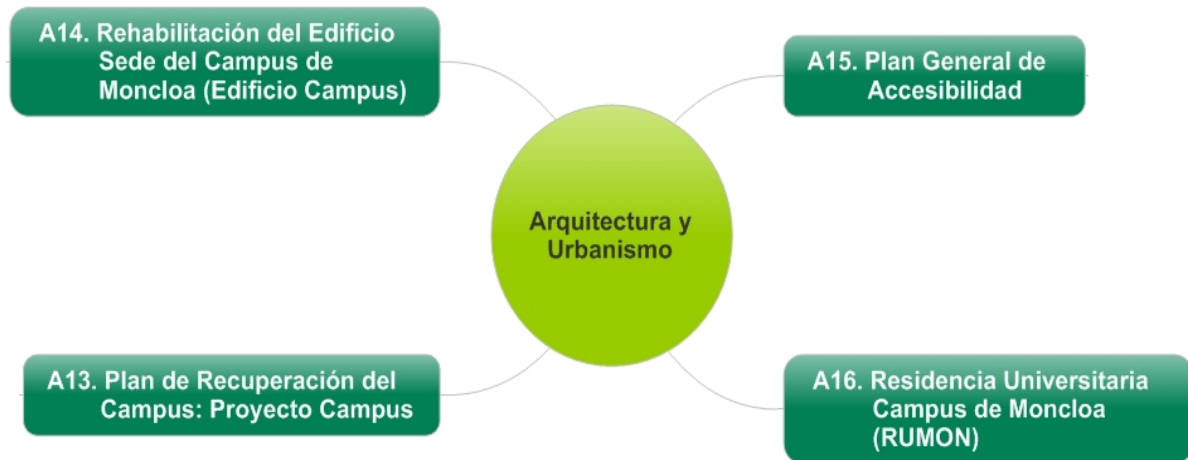 A14. Rehabilitación del Edificio
Sede del Campus de
Moncloa (Edificio Campus)
A15. Plan General de
Accesibilidad
Arquitectura y
Urbanismo
A13. Plan de Recuperación del
Campus: Proyecto Campus
A16. Residencia Universitaria
Campus de Moncloa
(RUMON)